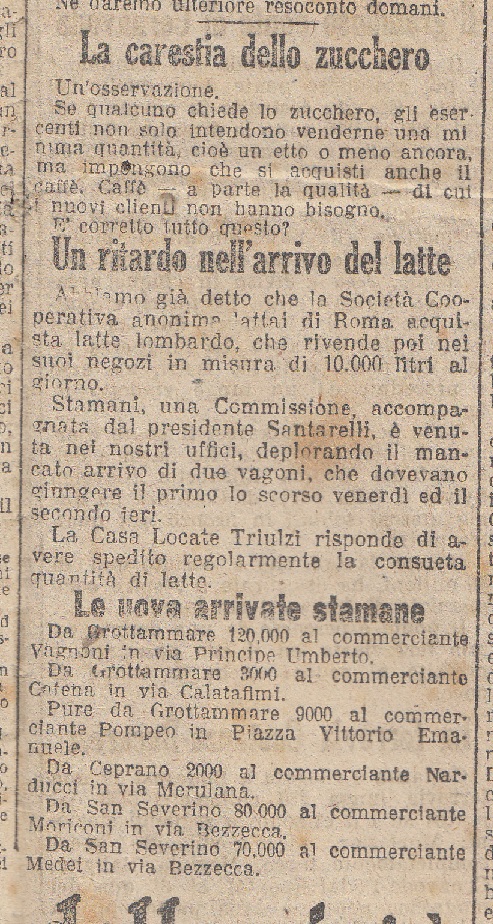 Ne daremo ulteriore resoconto domani.
La carestia dello zucchero
Un'osservazione.
Se qualcuno chiede lo zucchero, gli eser-
centi non solo intendono venderne una mi
nima quantità, cioè un etto o meno ancora,
ma impongono che si acquisti anche il
caffè. Caffè — a parte la qualità — di cui
i nuovi clienti non hanno bisogno.
E' corretto tutto questo?
Un ritardo nell'arrivo del latte
Abbiamo già detto che la Società Coo-
perativa anonima lattai di Roma acqui-
sta latte lombardo, che rivende poi nei
suoi negozi in misura di 10.000 litri al
giorno.
Stamani, una Commissione, accompa-
gnata dal presidente Santarelli, è venu-
ta nei nostri uffici, deplorando il man-
cato arrivo di due vagoni, che dovevano
giungere il primo lo scorso venerdì ed il
secondo ieri.
La Casa Locate Triulzi risponde di a-
vere spedito regolarmente la consueta
quantità di latte.
Le uova arrivate stamane
Da Grottammare 120,000 al commerciante
Vagnoni in via Principe Umberto.
Da Grottammare 3000 al commerciante
Catena in via Calatafimi.
Pure da Grottammare 9000 al commer-
ciante Pompeo in Piazza Vittorio Ema-
nuele.
Da Ceprano 2000 al commerciante Nar-
ducci in via Merulana.
Da San Severino 80.000 al commerciante
Moriconi in via Bezzecca.
Da San Severino 70,000 al commerciante
Medei in via Bezzecca.